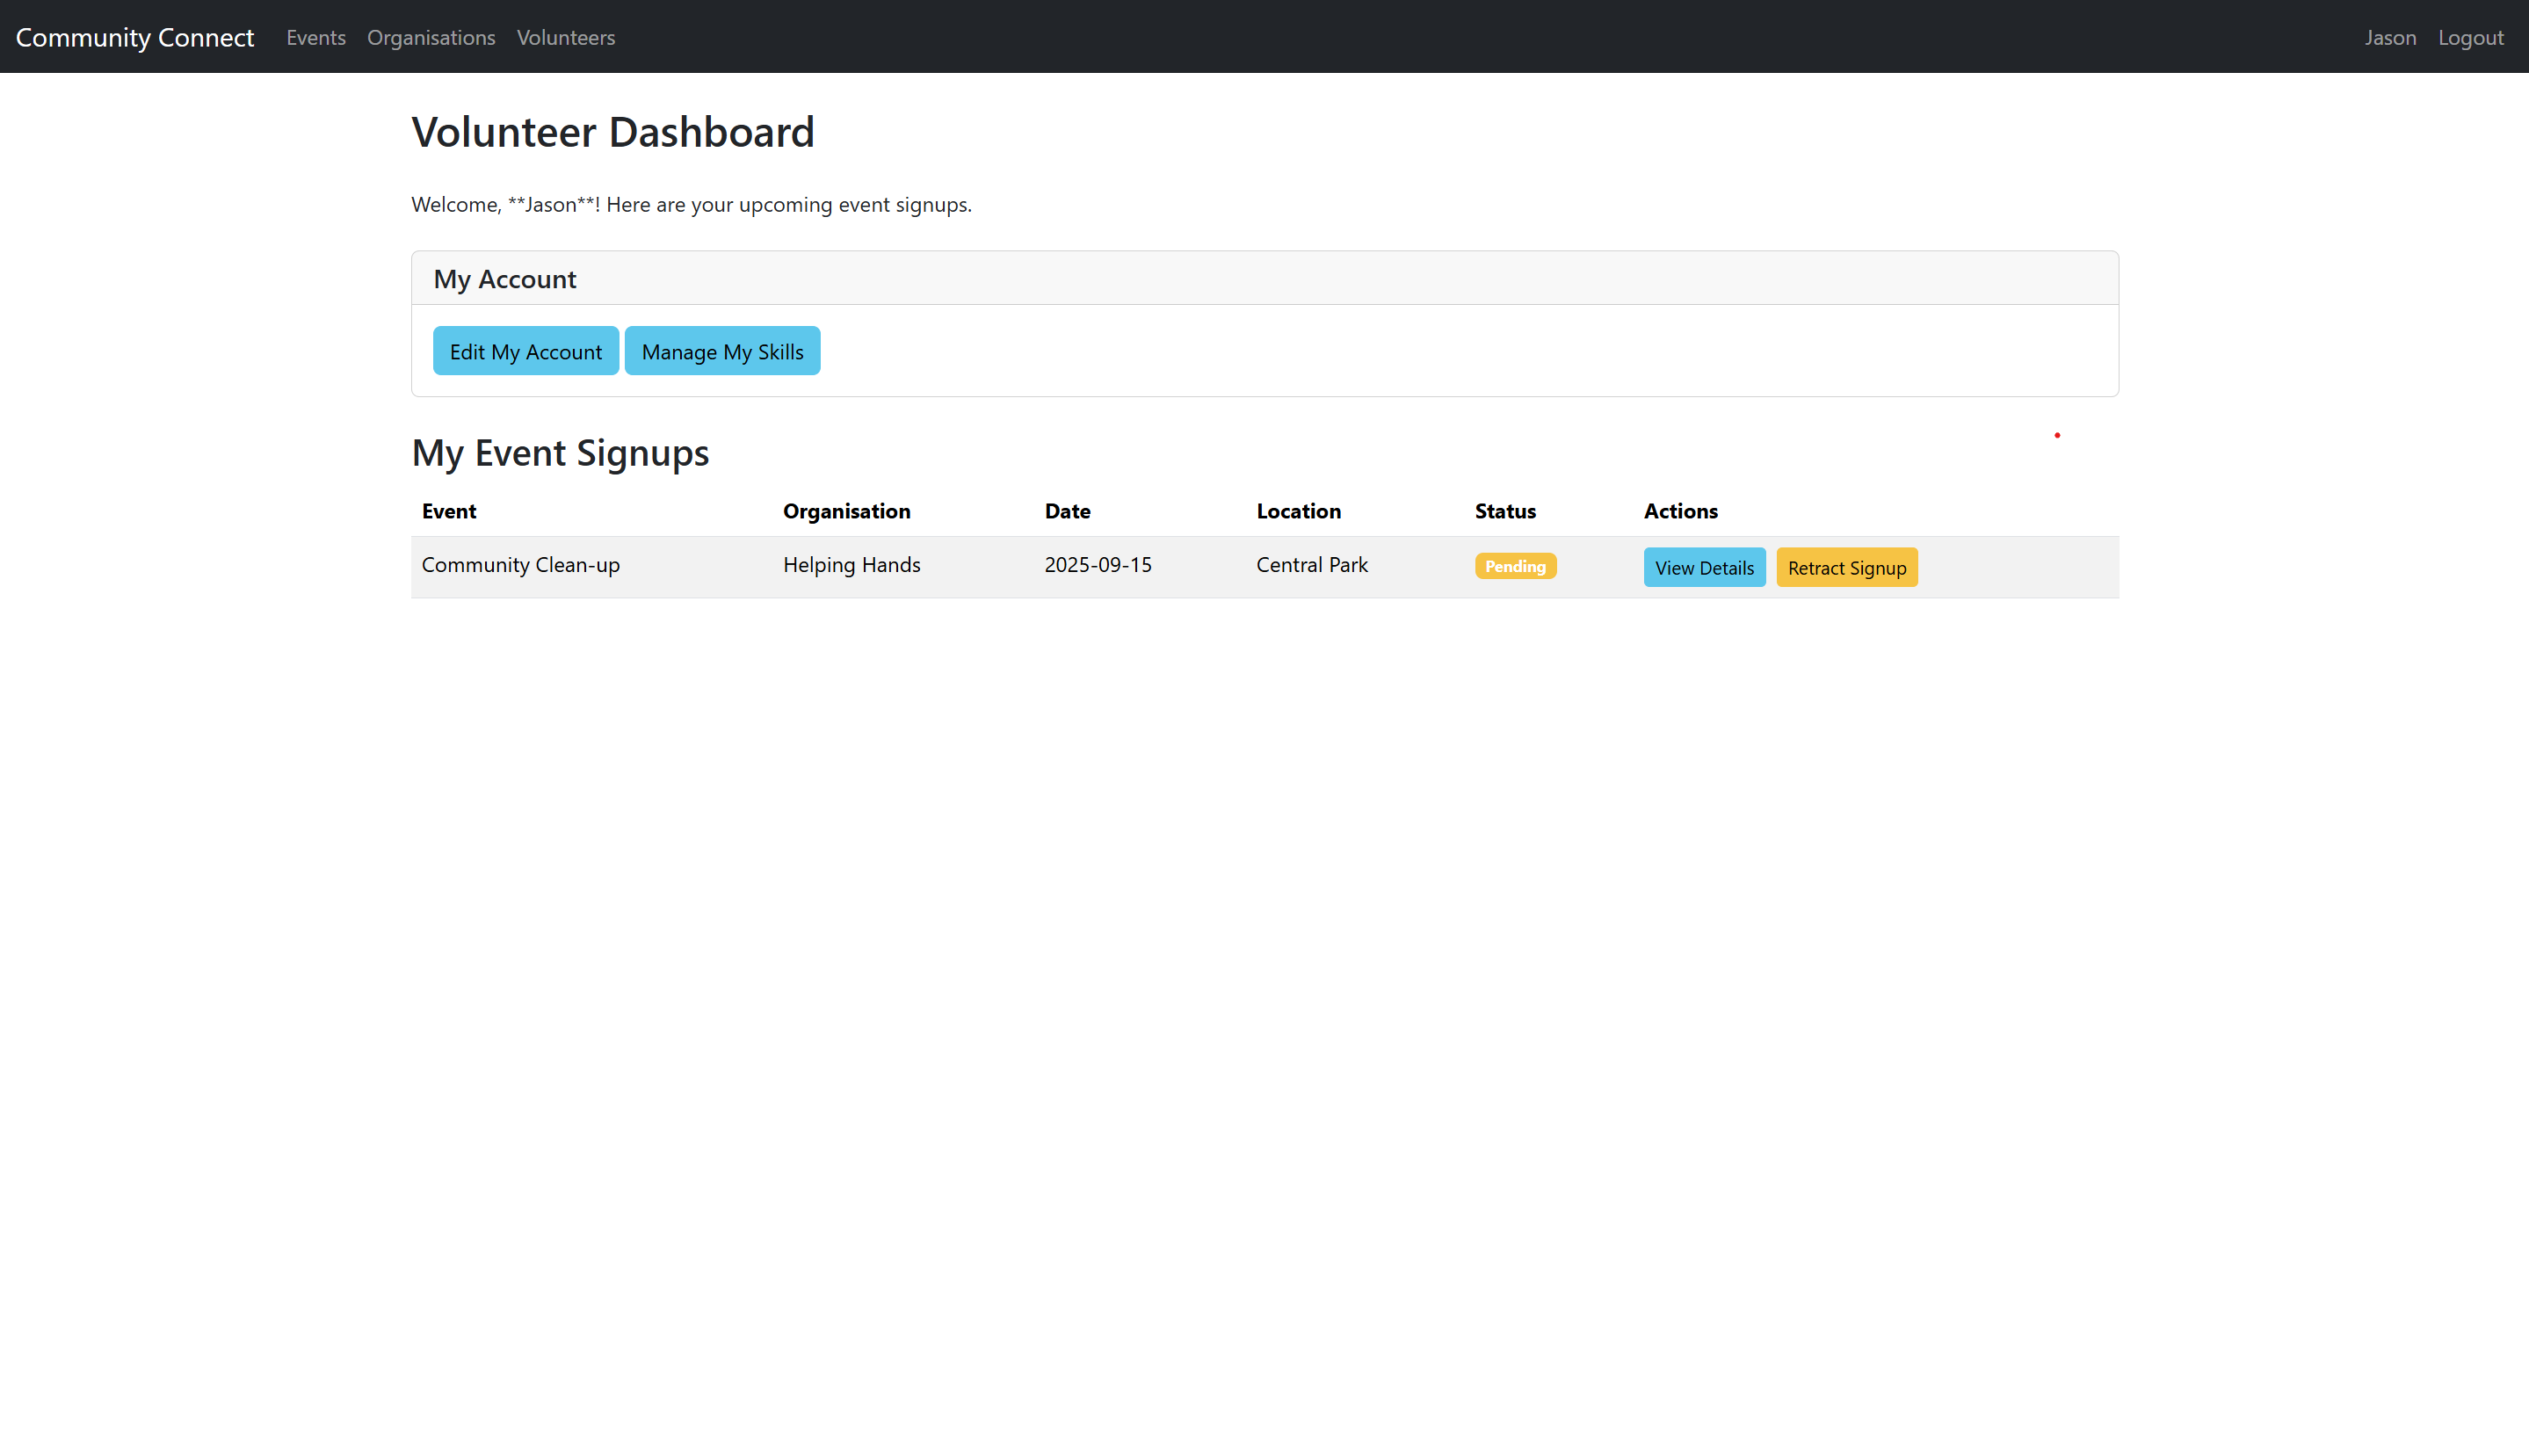 Community Connect Events Organisations Volunteers Jason Logout
Volunteer Dashboard
Welcome, **Jason**! Here are your upcoming event signups.
My Account
Edit My Account Manage My Skills
My Event Signups
Event Organisation Date Location Status Actions
Community Clean-up Helping Hands 2025-09-15 Central Park Pending View Details Retract Signup